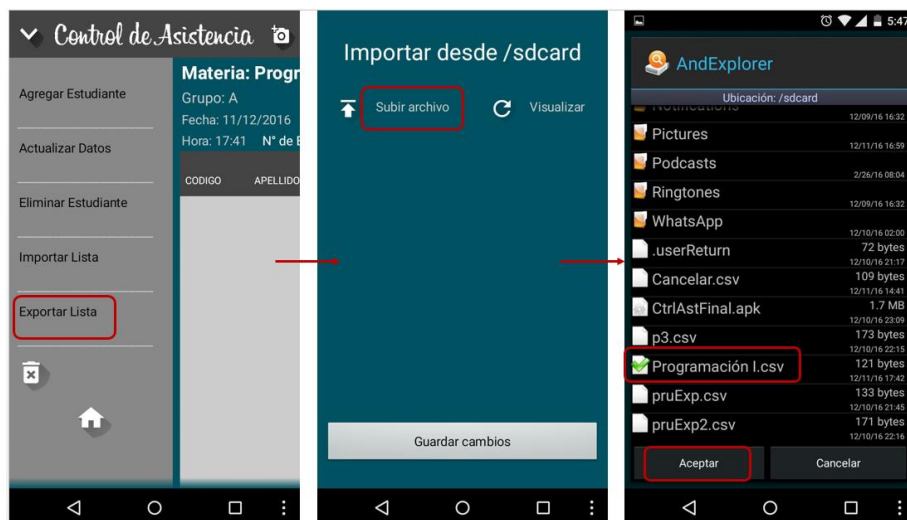 Control de Asistencia
Agregar Estudiante
Actualizar Datos
Eliminar Estudiante
Importar Lista
Exportar Lista
Materia: Progr
Grupo: A
Fecha: 11/12/2016
Hora: 17:41 N° de E
CODIGO APELLIDO
Importar desde /sdcard
Subir archivo Visualizar
Guardar cambios
5:47
AndExplorer
Ubicación: /sdcard
12/09/16 16:32
Pictures
12/11/16 16:59
Podcasts
2/26/16 08:04
Ringtones
12/09/16 16:32
WhatsApp
12/10/16 02:00
.userReturn 72 bytes
12/10/16 21:17
Cancelar.csv 109 bytes
12/11/16 14:41
CtrlAstFinal.apk 1.7 MB
12/10/16 23:09
p3.csv 173 bytes
12/10/16 22:15
Programación I.csv 121 bytes
12/11/16 17:42
pruExp.csv 133 bytes
12/10/16 21:45
pruExp2.csv 171 bytes
12/10/16 22:16
Aceptar Cancelar